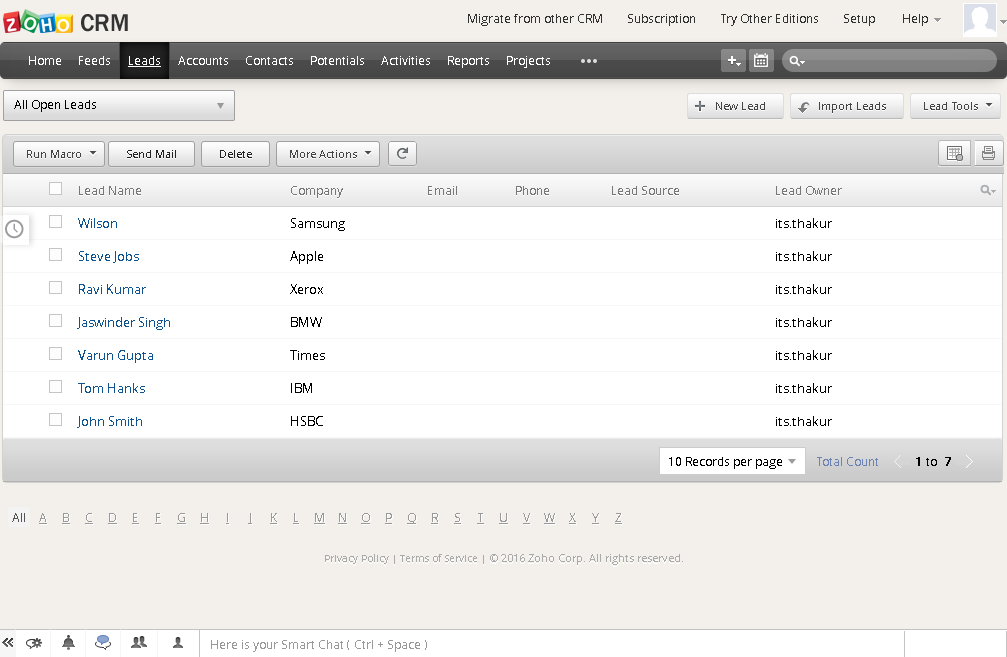 ZOHO CRM Migrate from other CRM Subscription Try Other Editions Setup Help
Home Feeds Leads Accounts Contacts Potentials Activities Reports Projects
All Open Leads New Lead Import Leads Lead Tools
Run Macro Send Mail Delete More Actions
Lead Name Company Email Phone Lead Source Lead Owner
Wilson Samsung its.thakur
Steve Jobs Apple its.thakur
Ravi Kumar Xerox its.thakur
Jaswinder Singh BMW its.thakur
Varun Gupta Times its.thakur
Tom Hanks IBM its.thakur
John Smith HSBC its.thakur
10 Records per page Total Count 1 to 7
All A B C D E F G H I J K L M N O P Q R S T U V W X Y Z
Privacy Policy | Terms of Service | © 2016 Zoho Corp. All rights reserved.
Here is your Smart Chat ( Ctrl + Space )